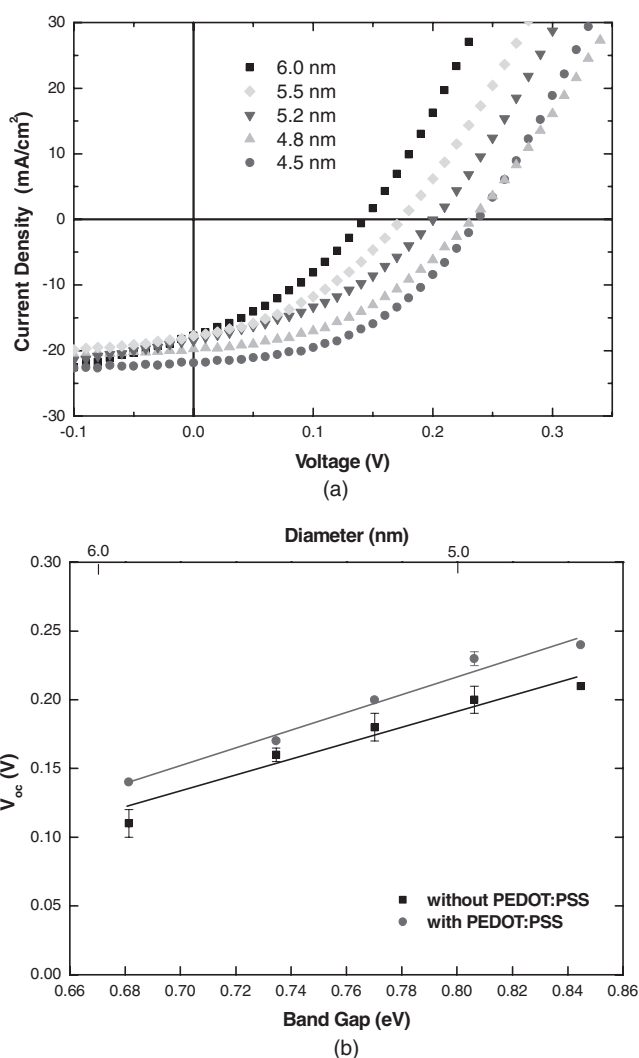 30
20
10
0
-10
-20
-30
Current Density (mA/cm²)
6.0 nm
5.5 nm
5.2 nm
4.8 nm
4.5 nm
-0.1
0.0
0.1
0.2
0.3
Voltage (V)
(a)
Diameter (nm)
6.0
5.0
0.30
0.25
0.20
0.15
0.10
0.05
0.00
V_oc (V)
without PEDOT:PSS
with PEDOT:PSS
0.66
0.68
0.70
0.72
0.74
0.76
0.78
0.80
0.82
0.84
0.86
Band Gap (eV)
(b)